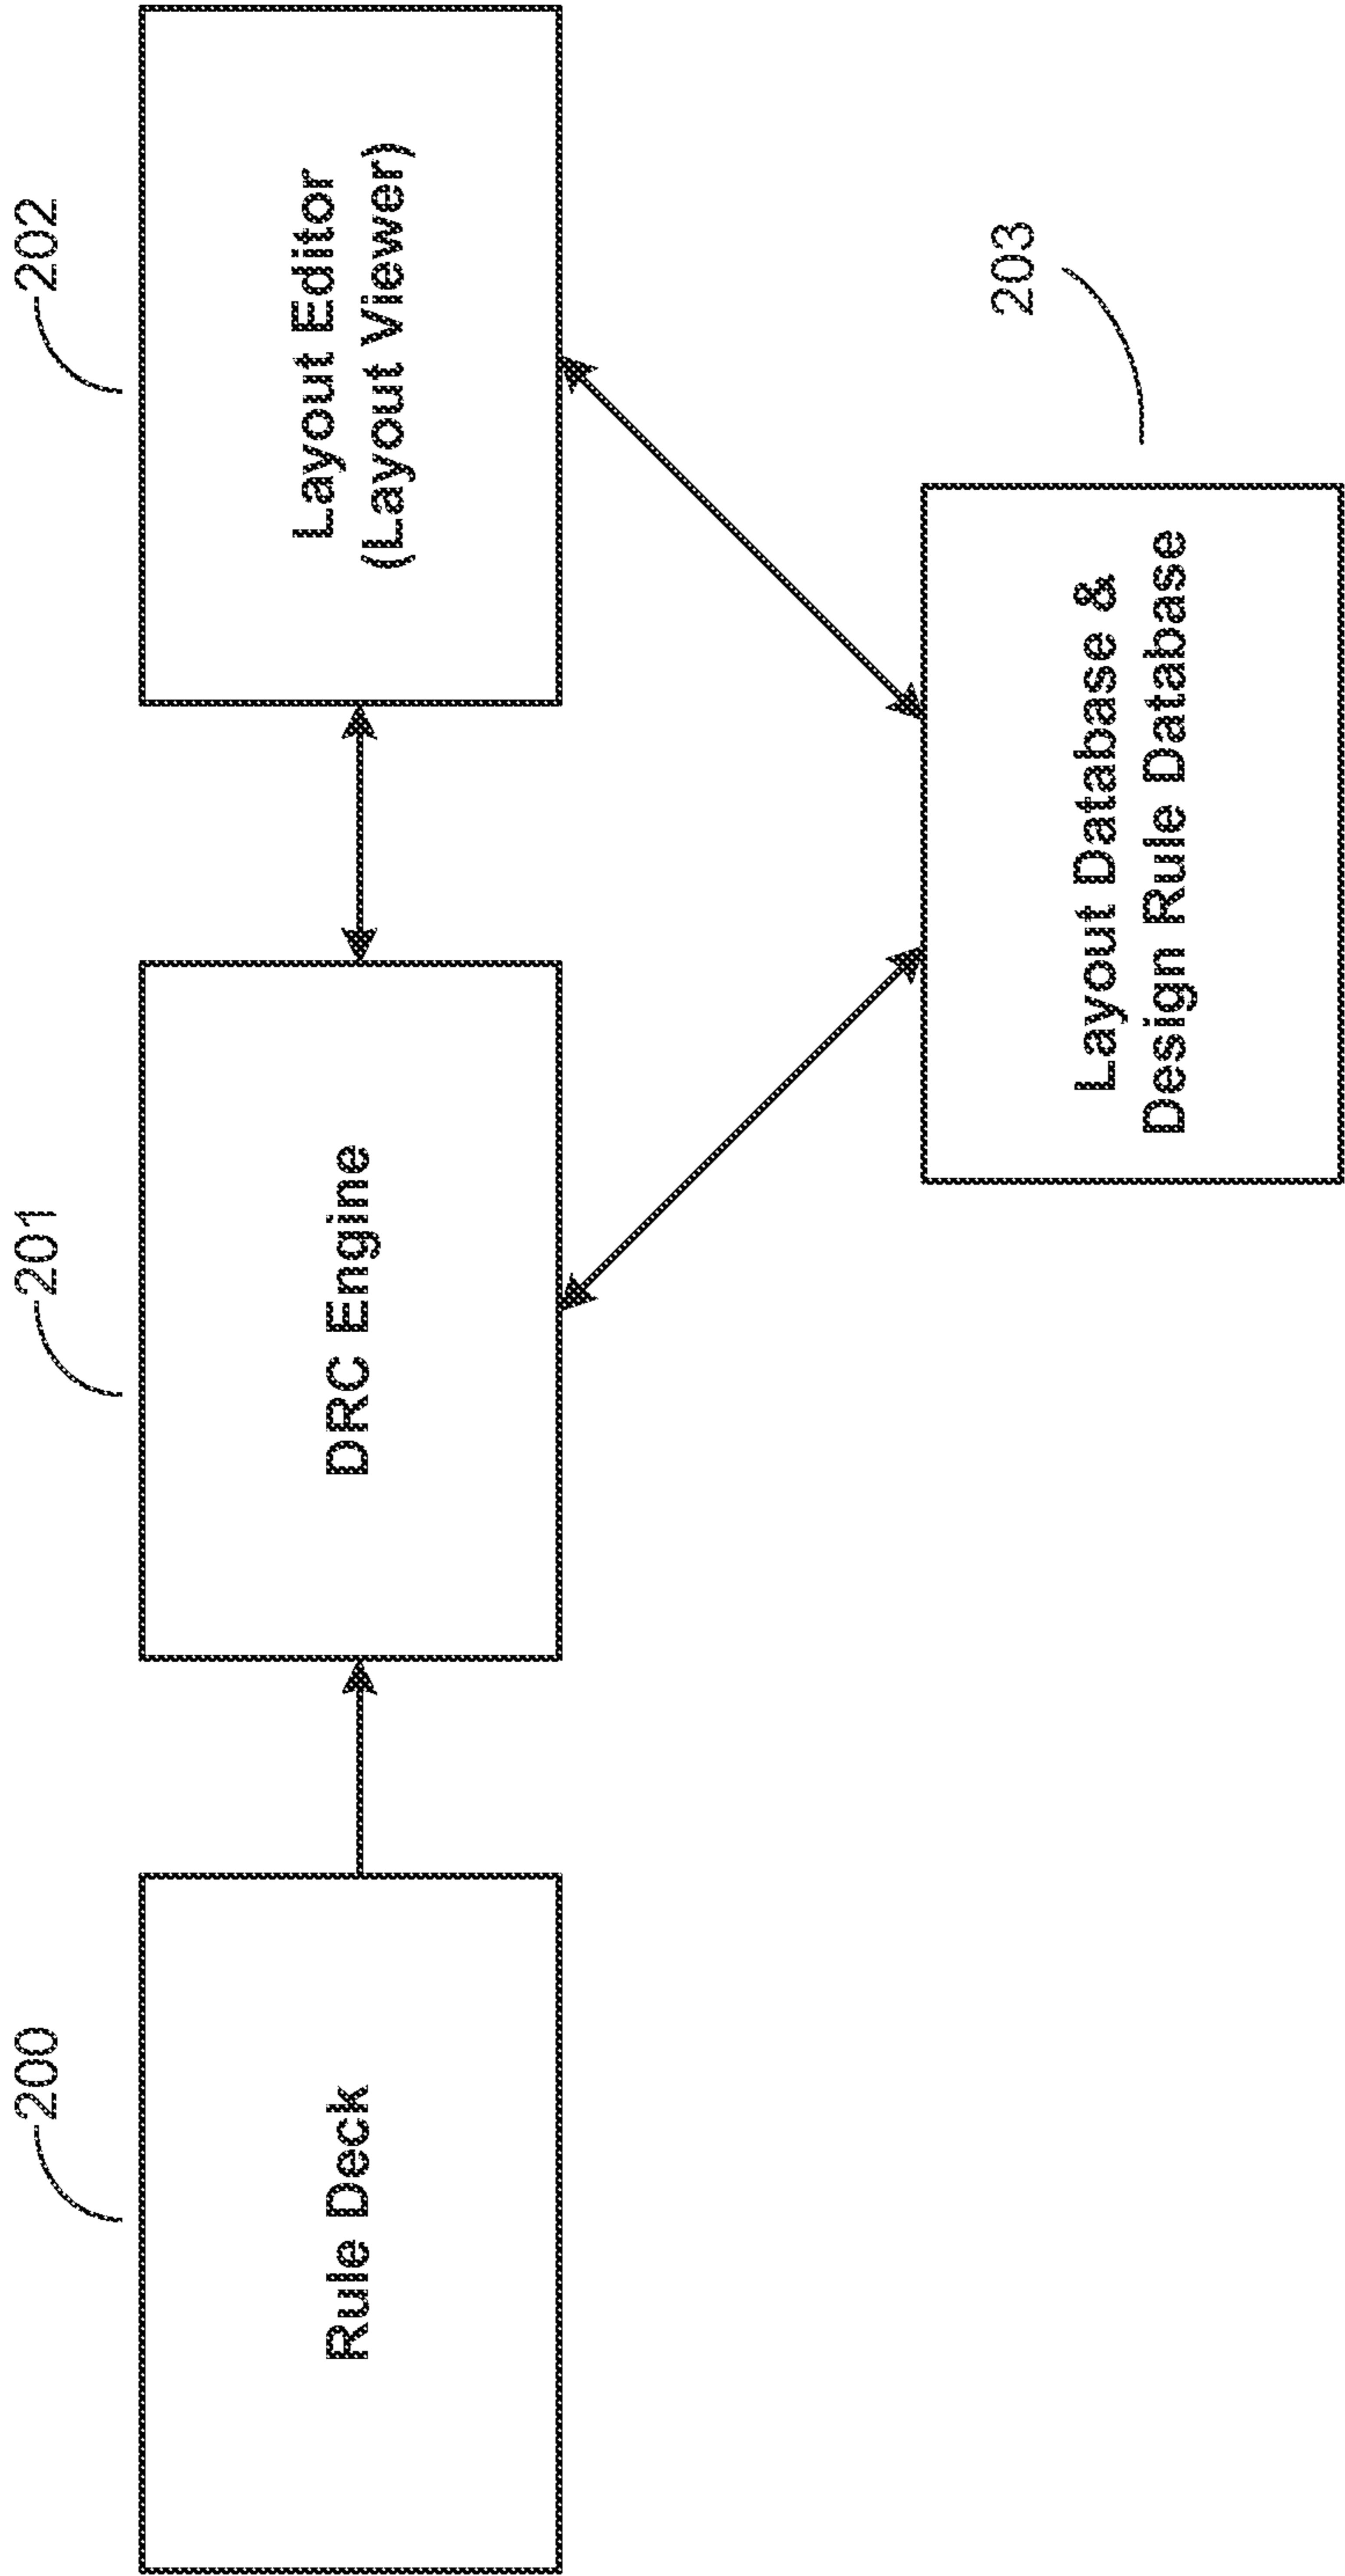 200
201
202
Rule Deck
DRC Engine
Layout Editor
(Layout Viewer)
203
Layout Database &
Design Rule Database